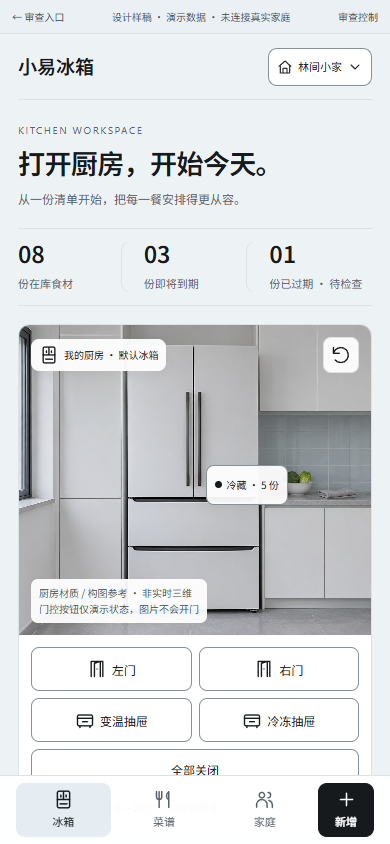 ← 审查入口
设计样稿 · 演示数据 · 未连接真实家庭
审查控制
小易冰箱
林间小家
KITCHEN WORKSPACE
打开厨房，开始今天。
从一份清单开始，把每一餐安排得更从容。
08
03
01
份在库食材
份即将到期
份已过期 · 待检查
我的厨房 · 默认冰箱
冷藏 · 5 份
厨房材质 / 构图参考 · 非实时三维
门控按钮仅演示状态，图片不会开门
左门
右门
变温抽屉
冷冻抽屉
全部关闭
冰箱
菜谱
家庭
新增